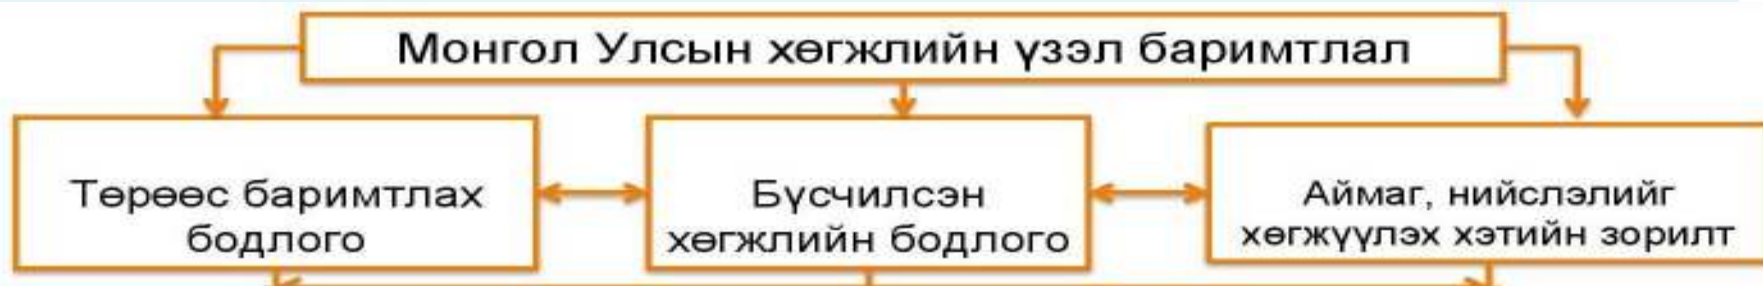 Монгол Улсын хөгжлийн үзэл баримтлал
Төрөөс баримтлах
бодлого
Бүсчилсэн
хөгжлийн бодлого
Аймаг, нийслэлийг
хөгжүүлэх хэтийн зорилт